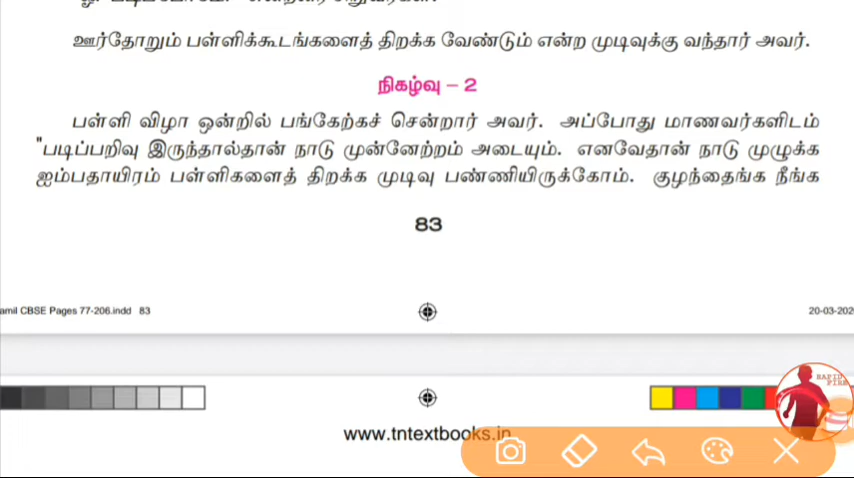 ஊர்தோறும் பள்ளிக்கூடங்களைத் திறக்க வேண்டும் என்ற முடிவுக்கு வந்தார் அவர்.
நிகழ்வு – 2
பள்ளி விழா ஒன்றில் பங்கேற்கச் சென்றார் அவர். அப்போது மாணவர்களிடம்
"படிப்பறிவு இருந்தால்தான் நாடு முன்னேற்றம் அடையும். எனவேதான் நாடு முழுக்க
ஐம்பதாயிரம் பள்ளிகளைத் திறக்க முடிவு பண்ணியிருக்கோம். குழந்தைங்க நீங்க
83
amil CBSE Pages 77-206.indd 83
20-03-202
RAPID
FIRE
www.tntextbooks.in